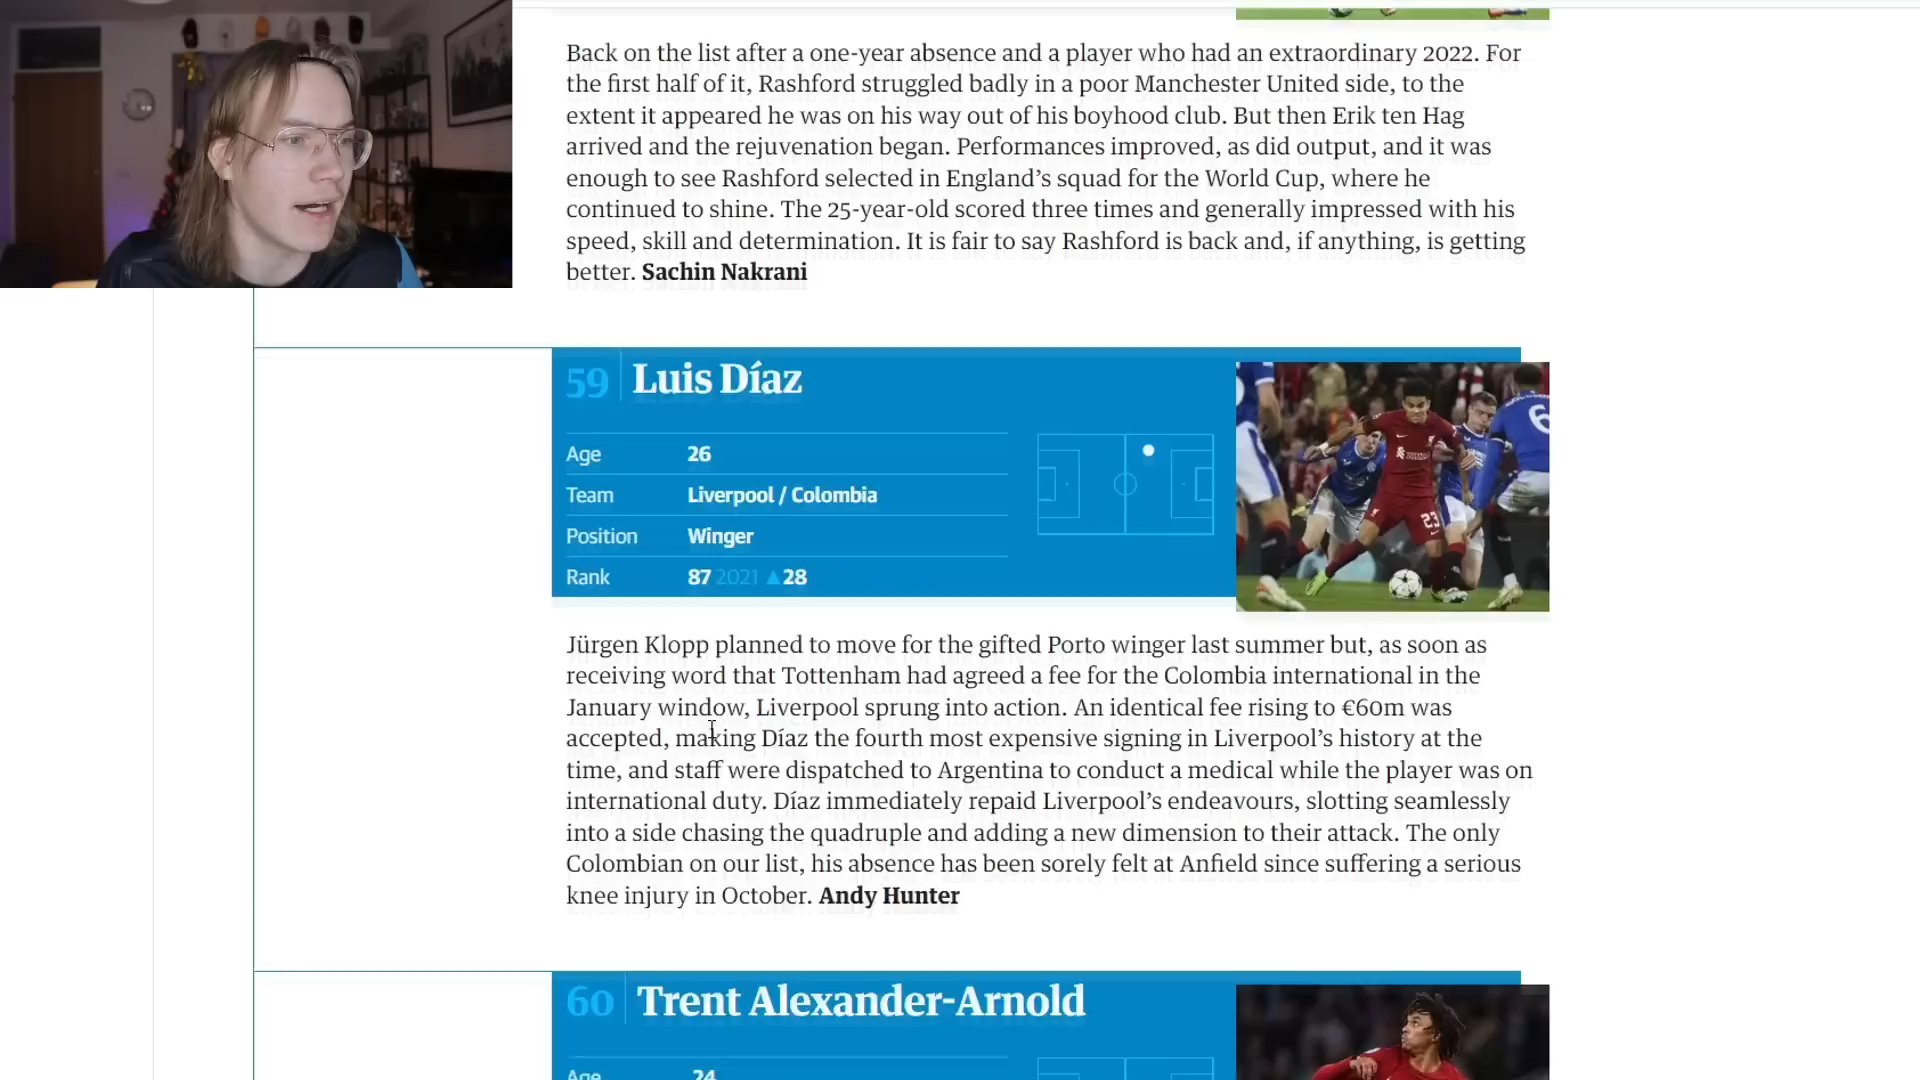 Back on the list after a one-year absence and a player who had an extraordinary 2022. For
the first half of it, Rashford struggled badly in a poor Manchester United side, to the
extent it appeared he was on his way out of his boyhood club. But then Erik ten Hag
arrived and the rejuvenation began. Performances improved, as did output, and it was
enough to see Rashford selected in England’s squad for the World Cup, where he
continued to shine. The 25-year-old scored three times and generally impressed with his
speed, skill and determination. It is fair to say Rashford is back and, if anything, is getting
better. Sachin Nakrani
59 Luis Díaz
Age 26
Team Liverpool / Colombia
Position Winger
Rank 87 2021 ▲28
6
23
Jürgen Klopp planned to move for the gifted Porto winger last summer but, as soon as
receiving word that Tottenham had agreed a fee for the Colombia international in the
January window, Liverpool sprung into action. An identical fee rising to €60m was
accepted, making Díaz the fourth most expensive signing in Liverpool’s history at the
time, and staff were dispatched to Argentina to conduct a medical while the player was on
international duty. Díaz immediately repaid Liverpool’s endeavours, slotting seamlessly
into a side chasing the quadruple and adding a new dimension to their attack. The only
Colombian on our list, his absence has been sorely felt at Anfield since suffering a serious
knee injury in October. Andy Hunter
60 Trent Alexander-Arnold
Age 24